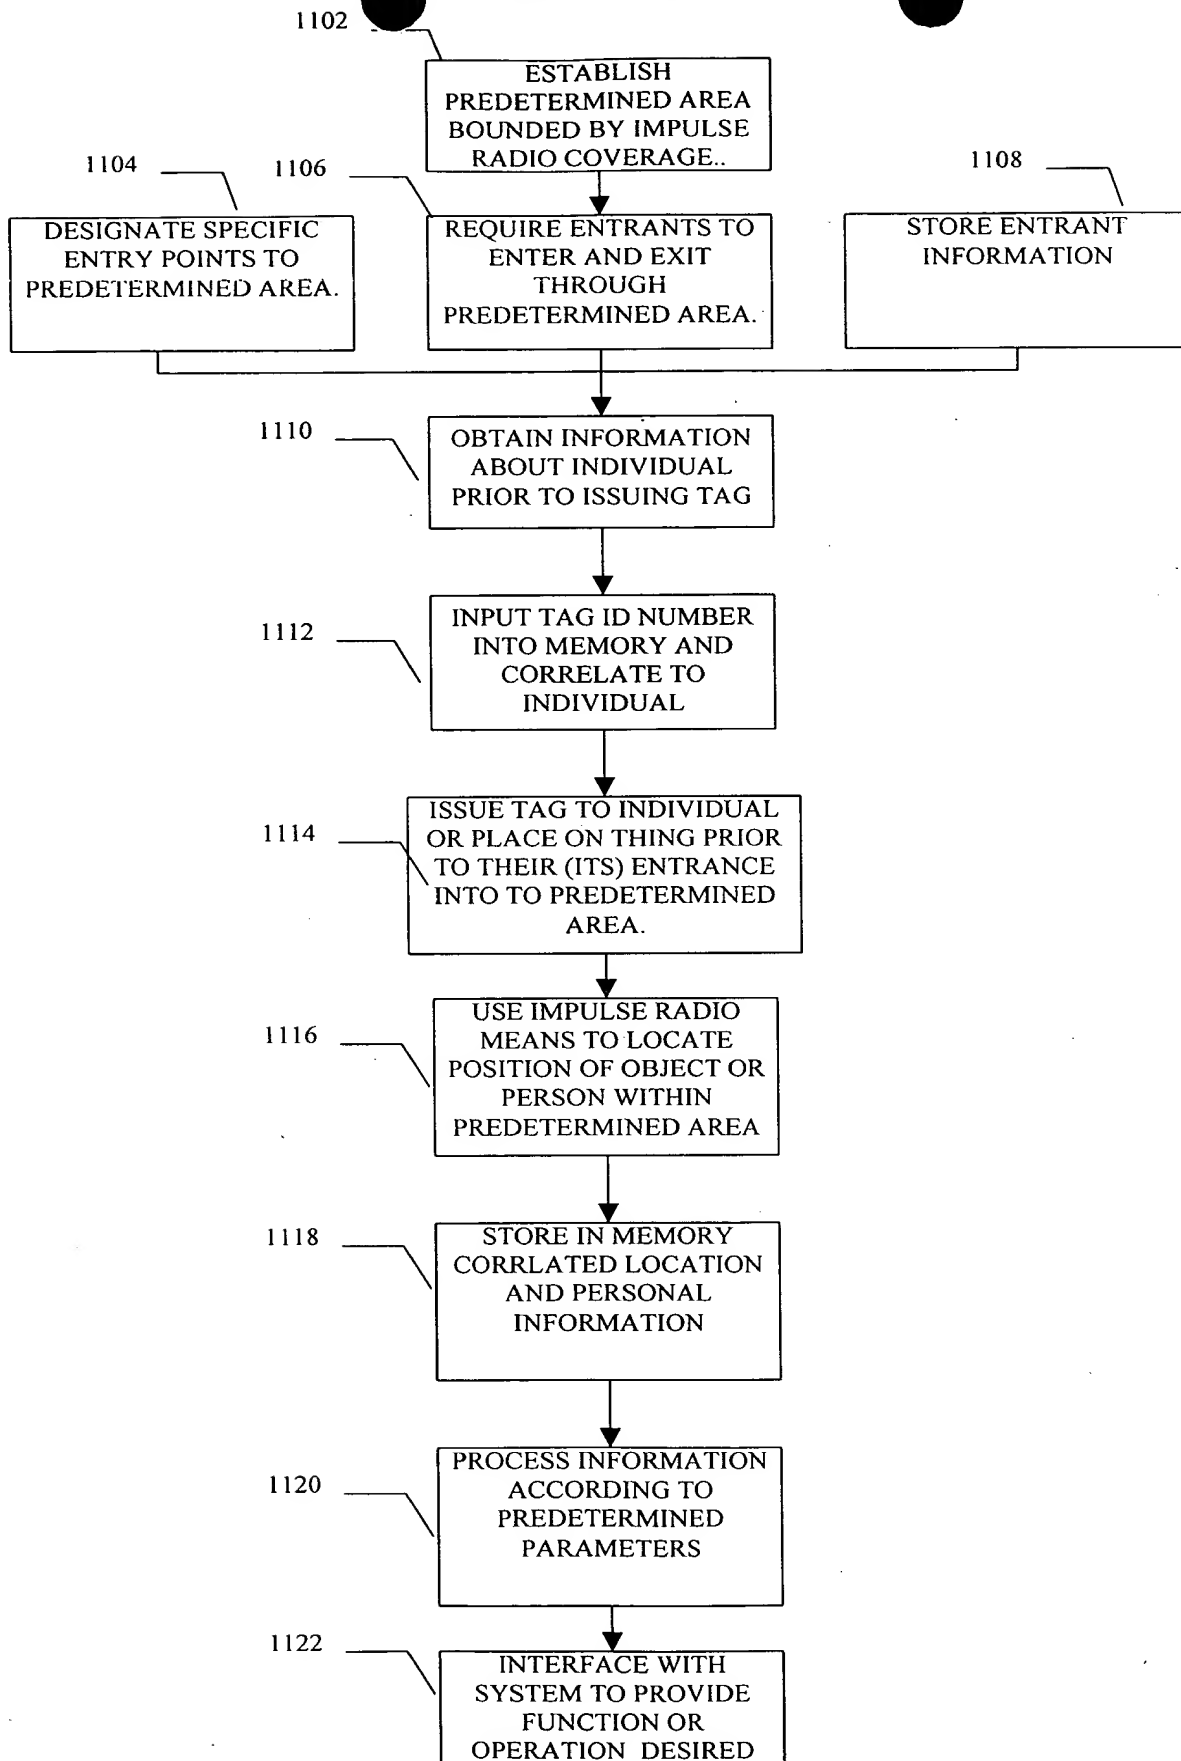 1102
ESTABLISH
PREDETERMINED AREA
BOUNDED BY IMPULSE
RADIO COVERAGE..
1104
DESIGNATE SPECIFIC
ENTRY POINTS TO
PREDETERMINED AREA.
1106
REQUIRE ENTRANTS TO
ENTER AND EXIT
THROUGH
PREDETERMINED AREA.
1108
STORE ENTRANT
INFORMATION
1110
OBTAIN INFORMATION
ABOUT INDIVIDUAL
PRIOR TO ISSUING TAG
1112
INPUT TAG ID NUMBER
INTO MEMORY AND
CORRELATE TO
INDIVIDUAL
1114
ISSUE TAG TO INDIVIDUAL
OR PLACE ON THING PRIOR
TO THEIR (ITS) ENTRANCE
INTO TO PREDETERMINED
AREA.
1116
USE IMPULSE RADIO
MEANS TO LOCATE
POSITION OF OBJECT OR
PERSON WITHIN
PREDETERMINED AREA
1118
STORE IN MEMORY
CORRLATED LOCATION
AND PERSONAL
INFORMATION
1120
PROCESS INFORMATION
ACCORDING TO
PREDETERMINED
PARAMETERS
1122
INTERFACE WITH
SYSTEM TO PROVIDE
FUNCTION OR
OPERATION DESIRED